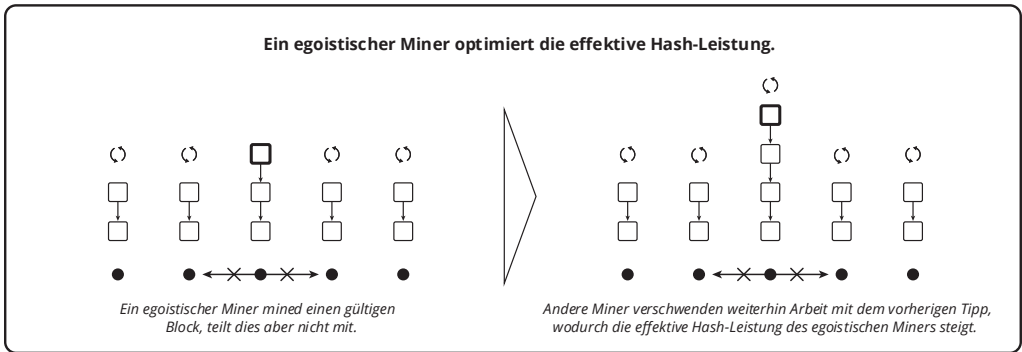 Ein egoistischer Miner optimiert die effektive Hash-Leistung.
Ein egoistischer Miner mined einen gültigen
Block, teilt dies aber nicht mit.
Andere Miner verschwenden weiterhin Arbeit mit dem vorherigen Tipp,
wodurch die effektive Hash-Leistung des egoistischen Miners steigt.